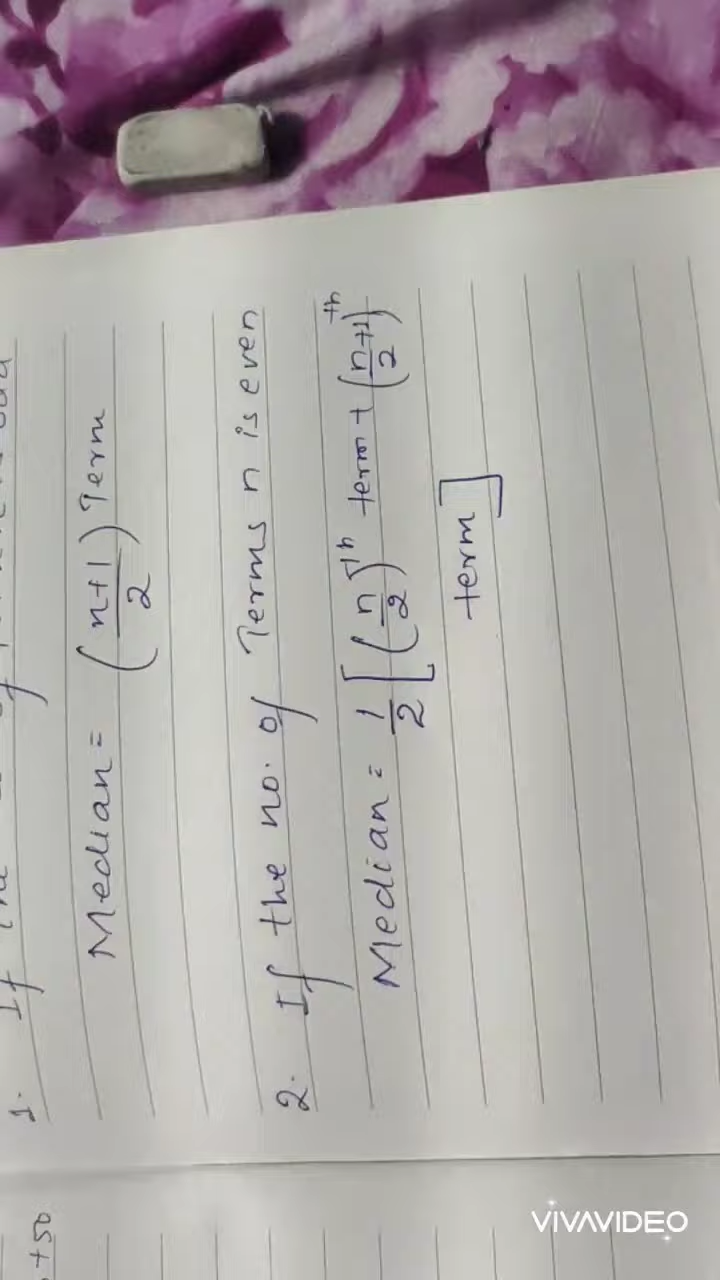 1. If the
Median = (n+1/2) Term
2. If the no. of Terms n is even
Median = 1/2 [(n/2)th term + (n+1/2)th
term]
+50
VIVAVIDEO